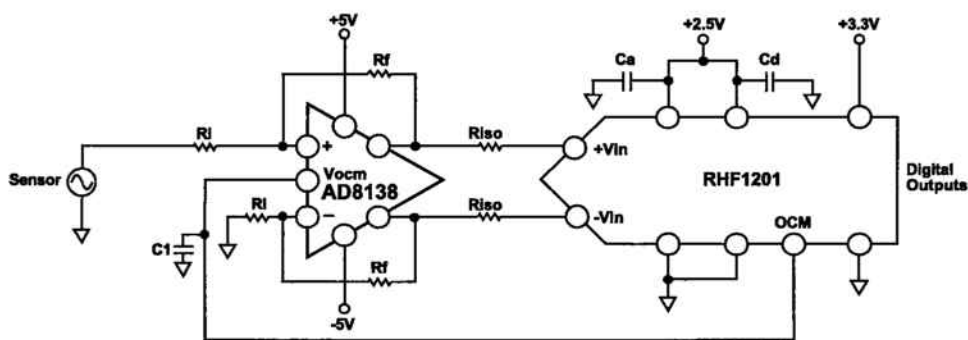 +5V
+2.5V
+3.3V
Rf
Ca
Cd
Ri
Riso
+Vin
+
Vocm
AD8138
RHF1201
Sensor
Digital
Outputs
Ri
−
Riso
-Vin
OCM
C1
Rf
-5V